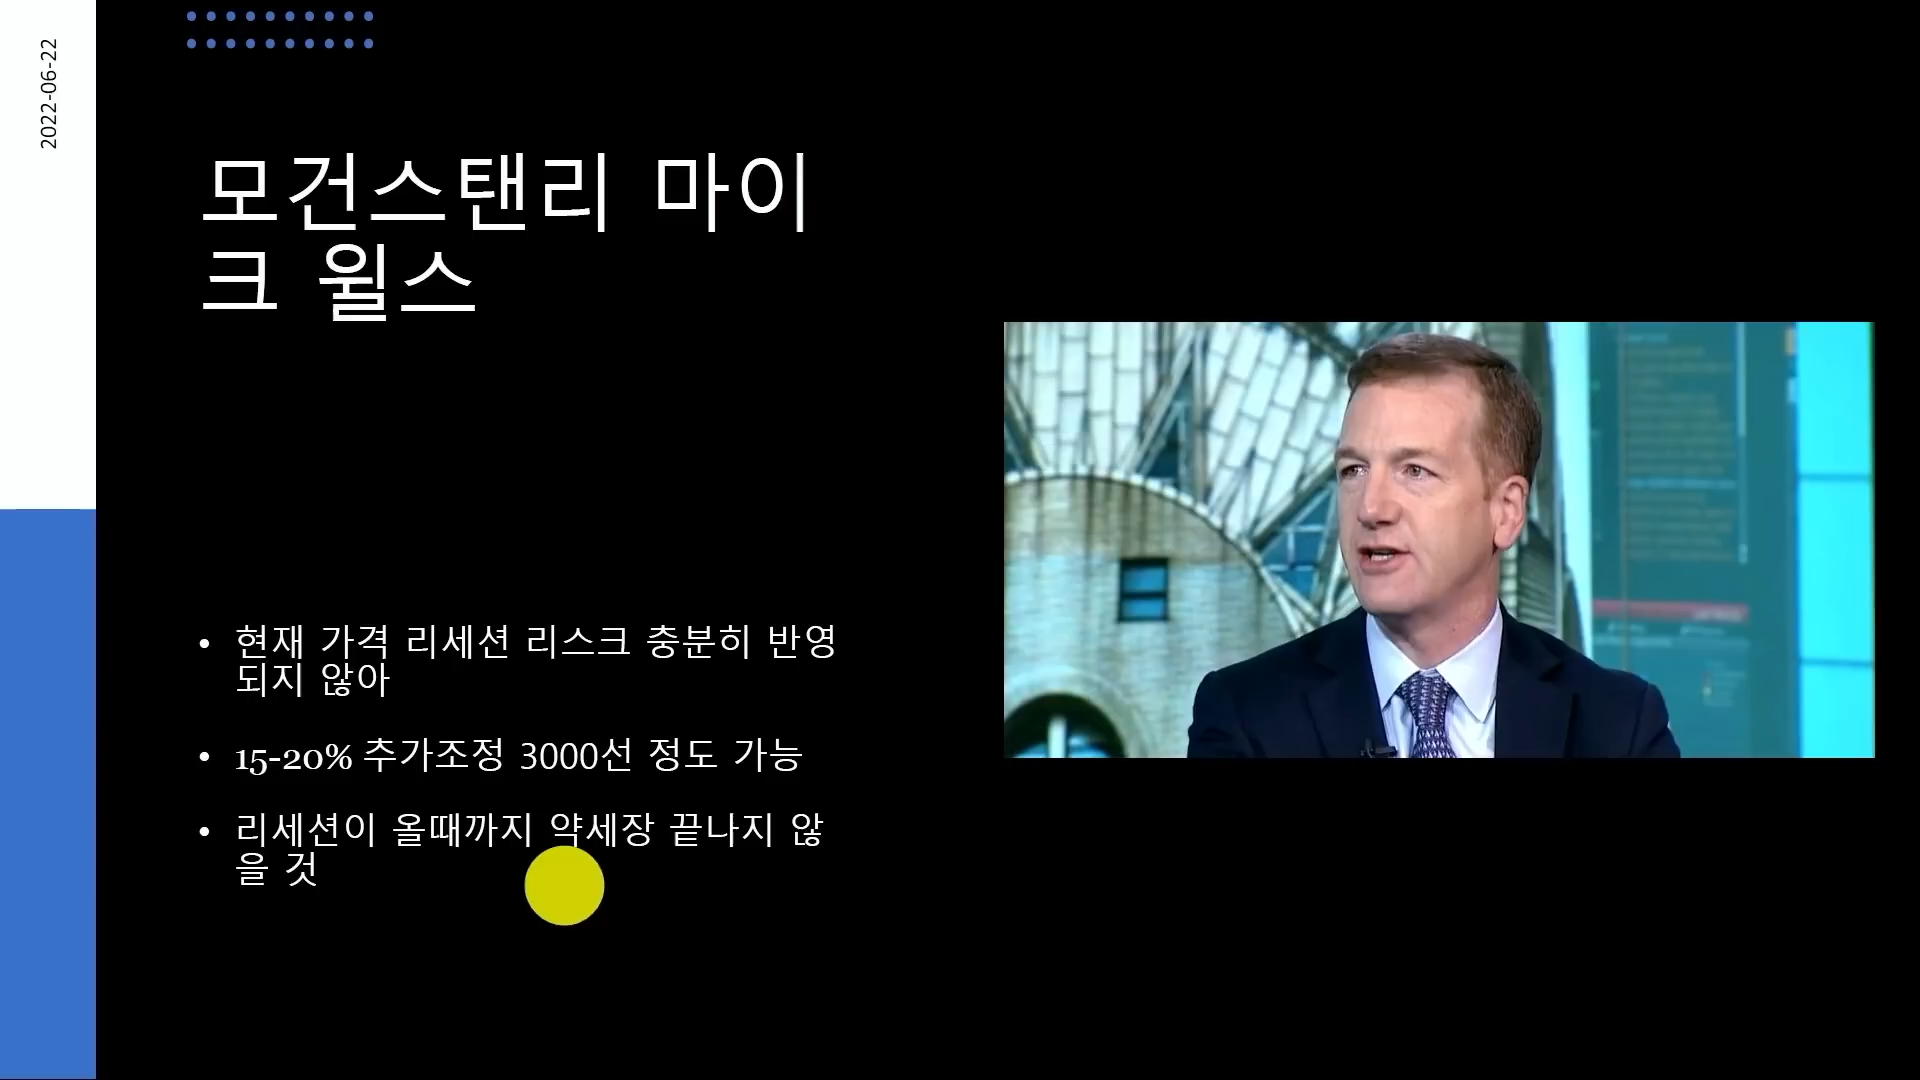 2022-06-22
모건스탠리 마이
크 윌스
• 현재 가격 리세션 리스크 충분히 반영
되지 않아
• 15-20% 추가조정 3000선 정도 가능
• 리세션이 올때까지 약세장 끝나지 않
을 것